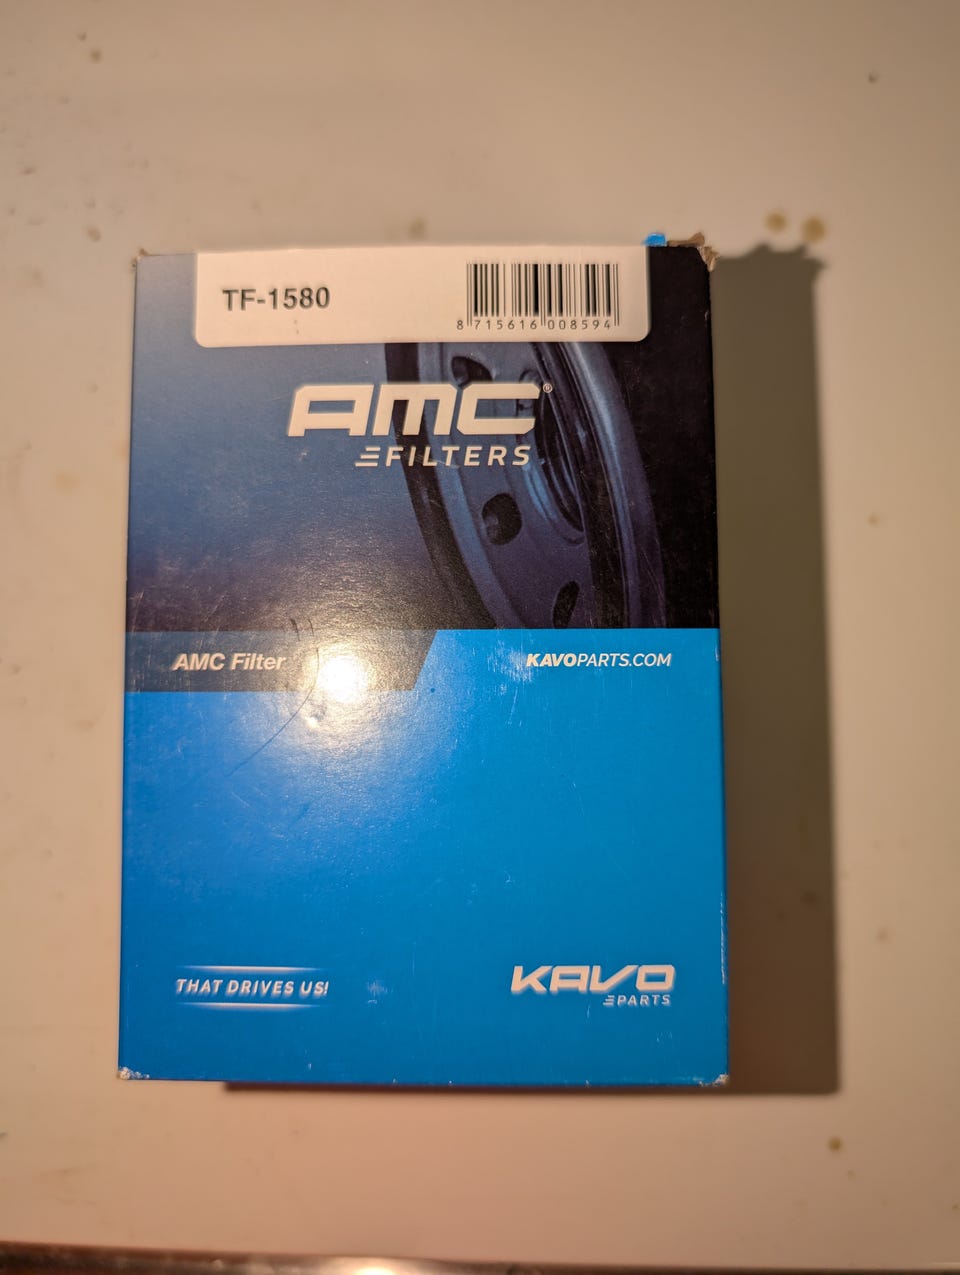 TF-1580
8 715616 008594
AMC®
FILTERS
AMC Filter
KAVOPARTS.COM
THAT DRIVES US!
KAVO
PARTS